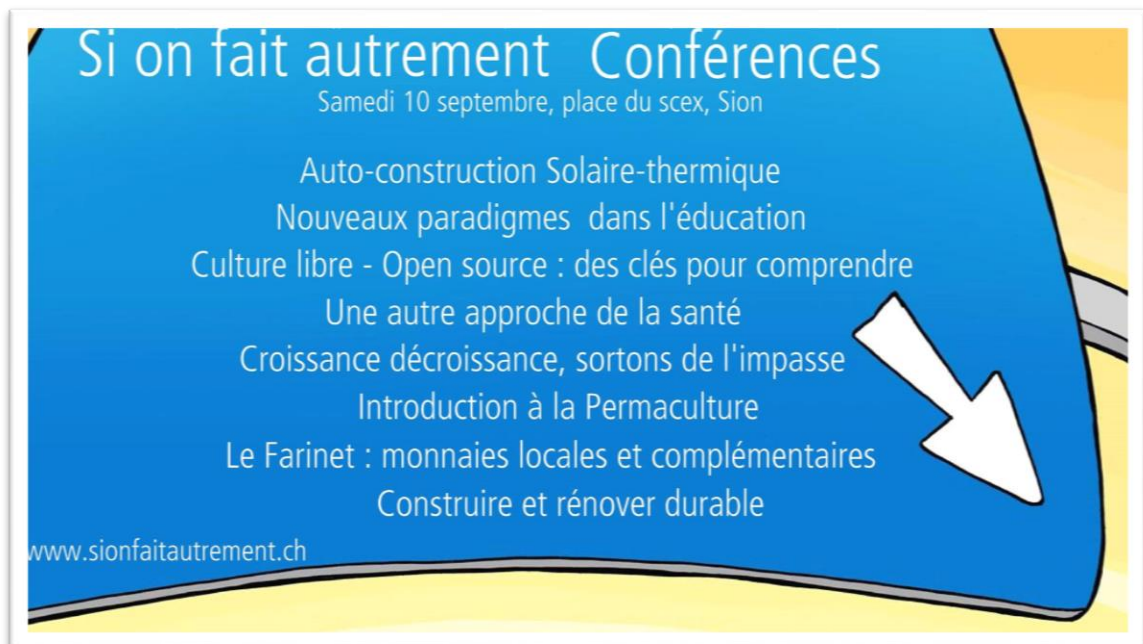 Si on fait autrement Conférences
Samedi 10 septembre, place du scex, Sion
Auto-construction Solaire-thermique
Nouveaux paradigmes dans l'éducation
Culture libre - Open source : des clés pour comprendre
Une autre approche de la santé
Croissance décroissance, sortons de l'impasse
Introduction à la Permaculture
Le Farinet : monnaies locales et complémentaires
Construire et rénover durable
www.sionfaitautrement.ch